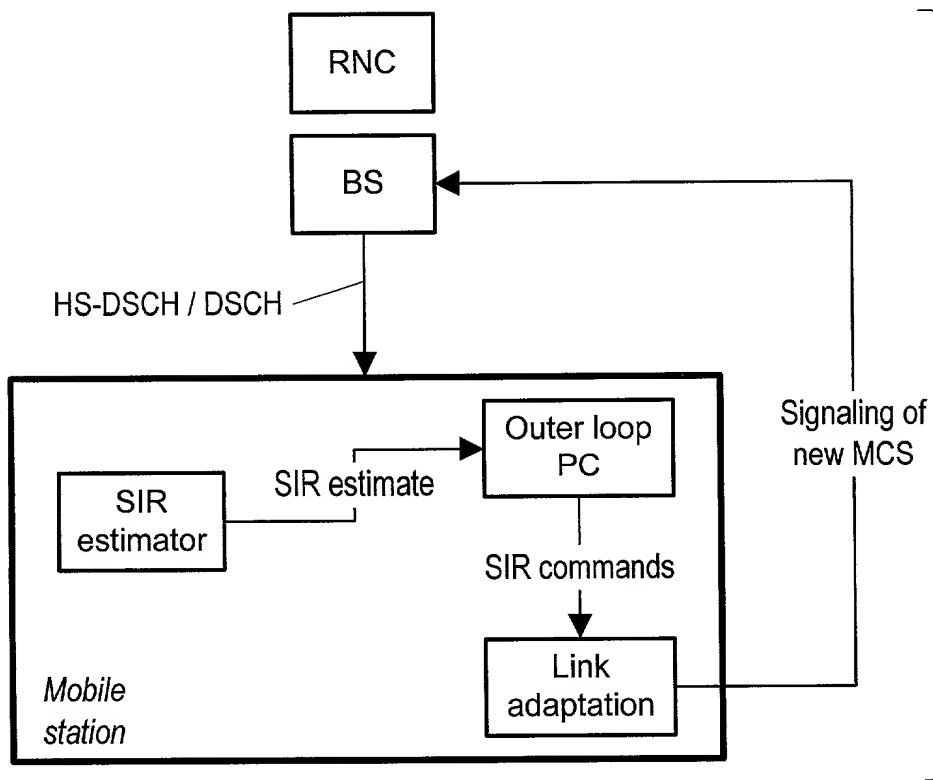 RNC
BS
HS-DSCH / DSCH
Signaling of
new MCS
Outer loop
PC
SIR estimate
SIR
estimator
SIR commands
Link
adaptation
Mobile
station